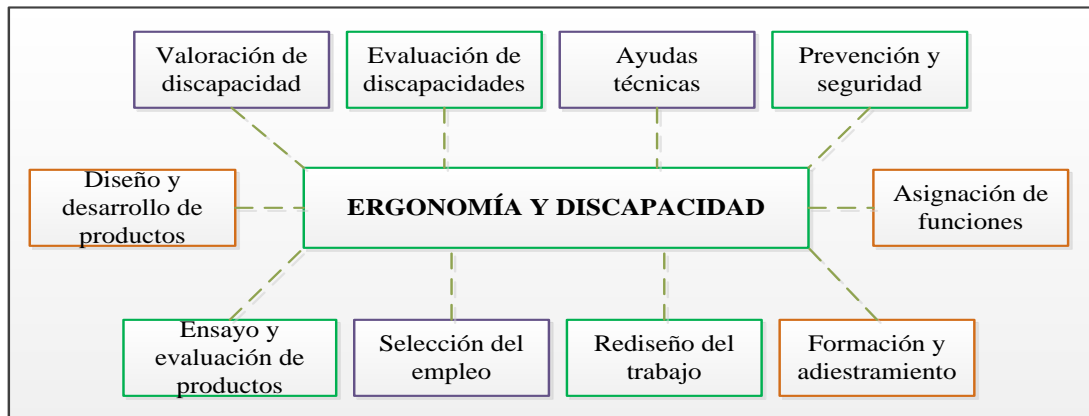 Valoración de
discapacidad
Evaluación de
discapacidades
Ayudas
técnicas
Prevención y
seguridad
Diseño y
desarrollo de
productos
ERGONOMÍA Y DISCAPACIDAD
Asignación de
funciones
Ensayo y
evaluación de
productos
Selección del
empleo
Rediseño del
trabajo
Formación y
adiestramiento